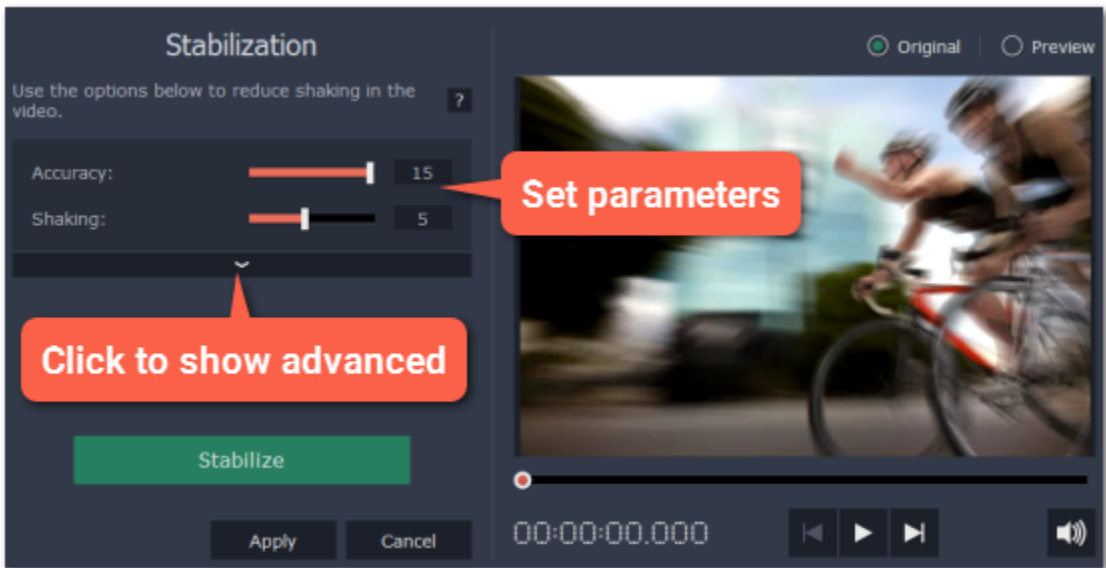 Stabilization
Original
Preview
Use the options below to reduce shaking in the
video.
?
Accuracy:
15
Set parameters
Shaking:
5
Click to show advanced
Stabilize
Apply
Cancel
00:00:00.000